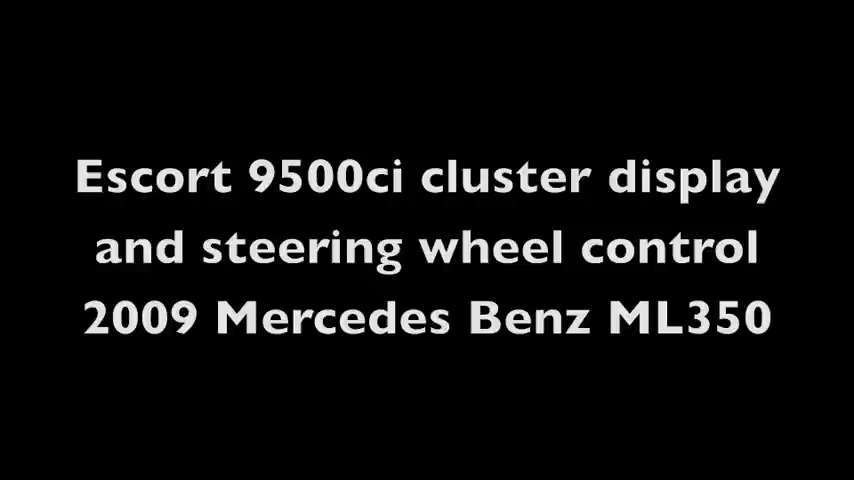 Escort 9500ci cluster display
and steering wheel control
2009 Mercedes Benz ML350